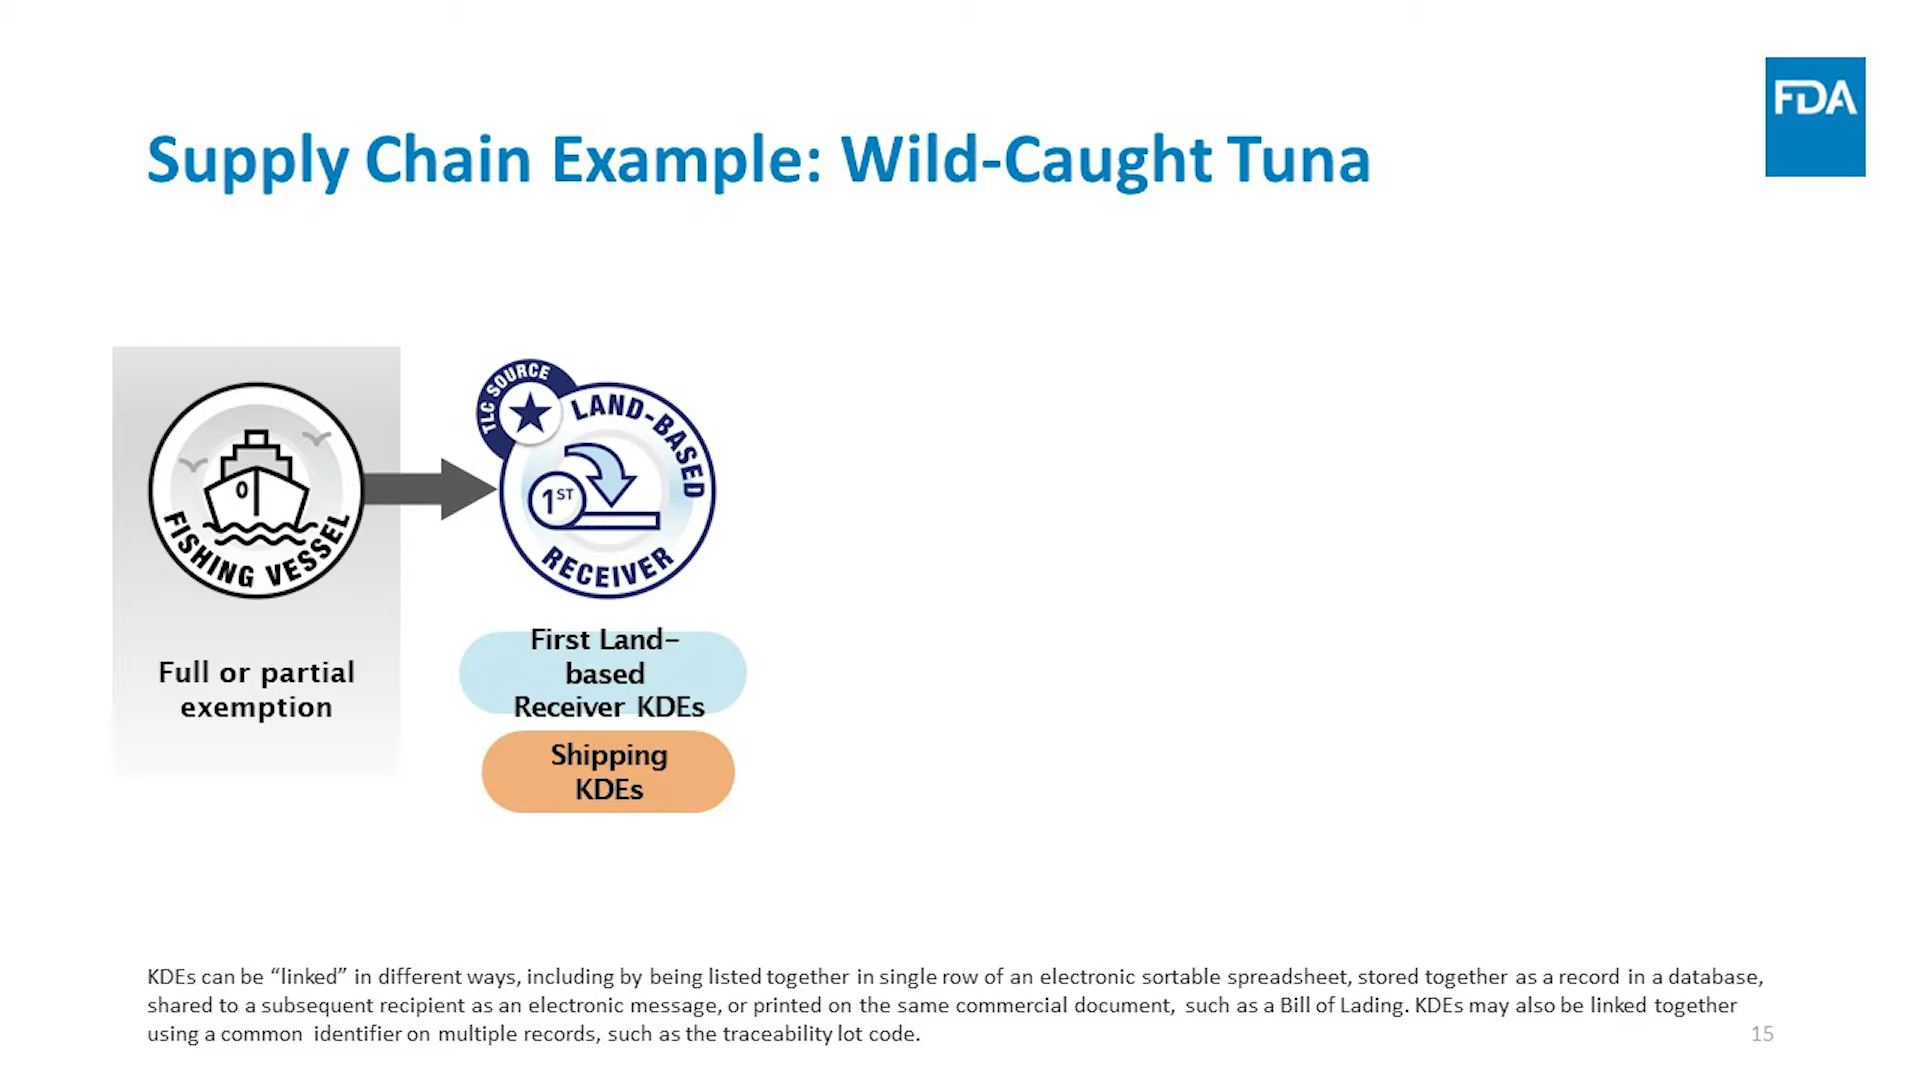 FDA
Supply Chain Example: Wild-Caught Tuna
FISHING VESSEL
Full or partial
exemption
TLC SOURCE
LAND-BASED
1ST
RECEIVER
First Land-
based
Receiver KDEs
Shipping
KDEs
KDEs can be “linked” in different ways, including by being listed together in single row of an electronic sortable spreadsheet, stored together as a record in a database,
shared to a subsequent recipient as an electronic message, or printed on the same commercial document, such as a Bill of Lading. KDEs may also be linked together
using a common identifier on multiple records, such as the traceability lot code.
15